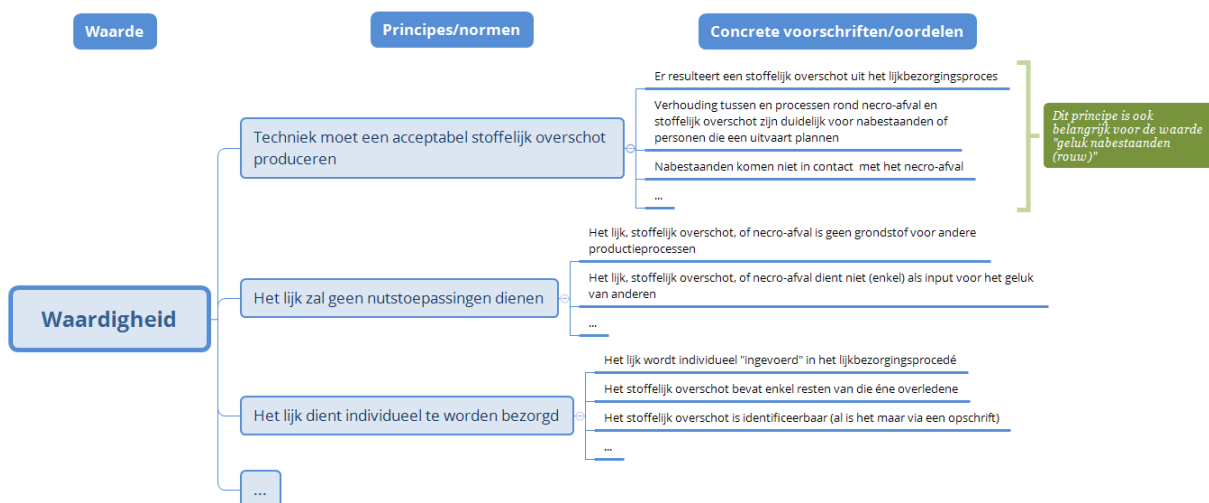 Waarde
Principes/normen
Concrete voorschriften/oordelen
Er resulteert een stoffelijk overschot uit het lijkbezorgingsproces
Verhouding tussen en processen rond necro-afval en
stoffelijk overschot zijn duidelijk voor nabestaanden of
personen die een uitvaart plannen
Nabestaanden komen niet in contact met het necro-afval
...
Techniek moet een acceptabel stoffelijk overschot
produceren
Dit principe is ook
belangrijk voor de waarde
"geluk nabestaanden
(rouw)"
Het lijk, stoffelijk overschot, of necro-afval is geen grondstof voor andere
productieprocessen
Het lijk, stoffelijk overschot, of necro-afval dient niet (enkel) als input voor het geluk
van anderen
...
Het lijk zal geen nutstoepassingen dienen
Waardigheid
Het lijk wordt individueel "ingevoerd" in het lijkbezorgingsprocedé
Het stoffelijk overschot bevat enkel resten van die éne overledene
Het stoffelijk overschot is identificeerbaar (al is het maar via een opschrift)
...
Het lijk dient individueel te worden bezorgd
...